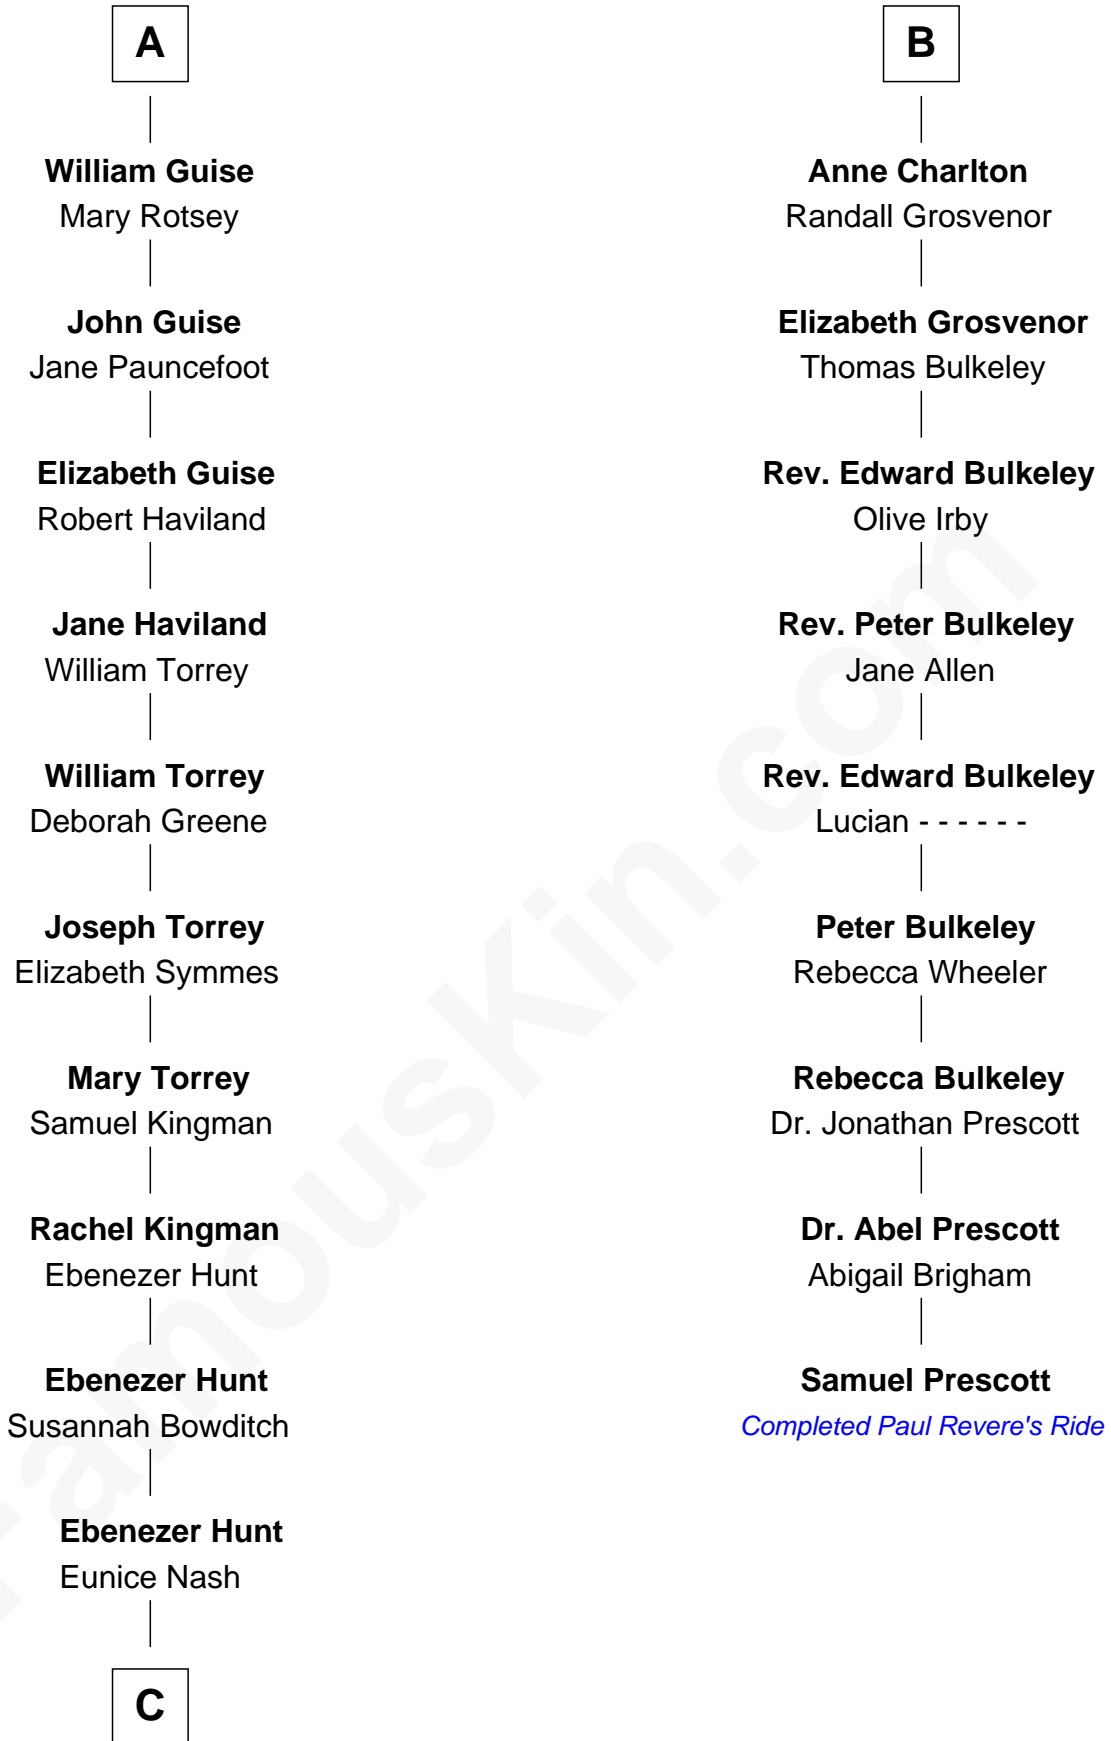 A
William Guise
Mary Rotsey
John Guise
Jane Pauncefoot
Elizabeth Guise
Robert Haviland
Jane Haviland
William Torrey
William Torrey
Deborah Greene
Joseph Torrey
Elizabeth Symmes
Mary Torrey
Samuel Kingman
Rachel Kingman
Ebenezer Hunt
Ebenezer Hunt
Susannah Bowditch
Ebenezer Hunt
Eunice Nash
C
B
Anne Charlton
Randall Grosvenor
Elizabeth Grosvenor
Thomas Bulkeley
Rev. Edward Bulkeley
Olive Irby
Rev. Peter Bulkeley
Jane Allen
Rev. Edward Bulkeley
Lucian - - - - - -
Peter Bulkeley
Rebecca Wheeler
Rebecca Bulkeley
Dr. Jonathan Prescott
Dr. Abel Prescott
Abigail Brigham
Samuel Prescott
Completed Paul Revere's Ride
FamousKin.com